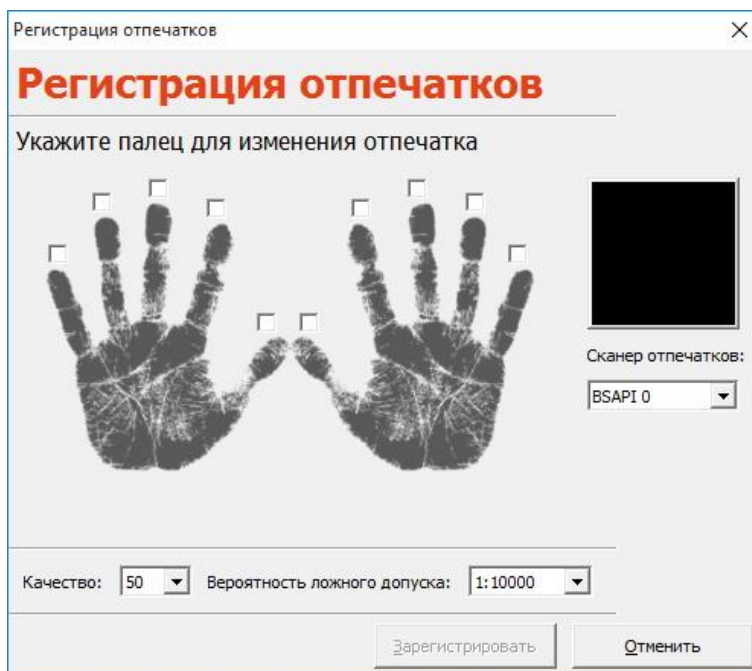 Регистрация отпечатков
Регистрация отпечатков
Укажите палец для изменения отпечатка
Сканер отпечатков:
BSAPI 0
Качество: 50 Вероятность ложного допуска: 1:10000
Зарегистрировать Отменить